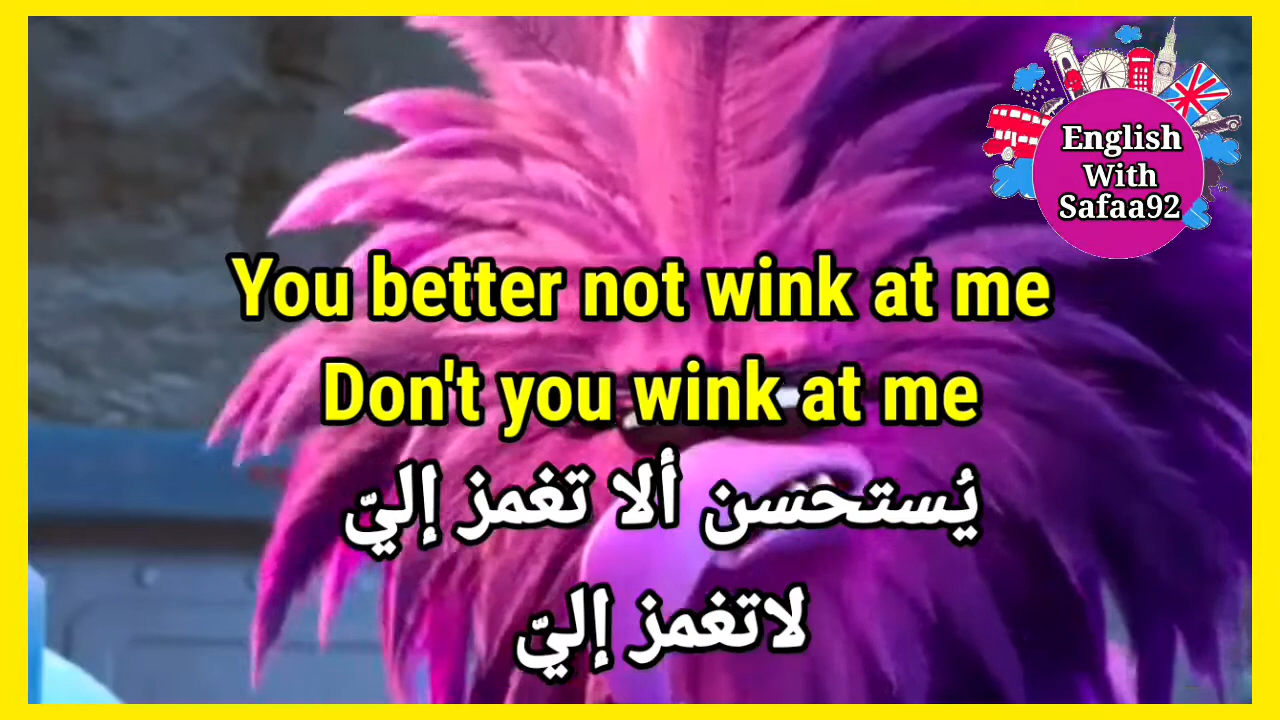 English
With
Safaa92
You better not wink at me
Don't you wink at me
يُستحسن ألا تغمز إليّ
لاتغمز إليّ